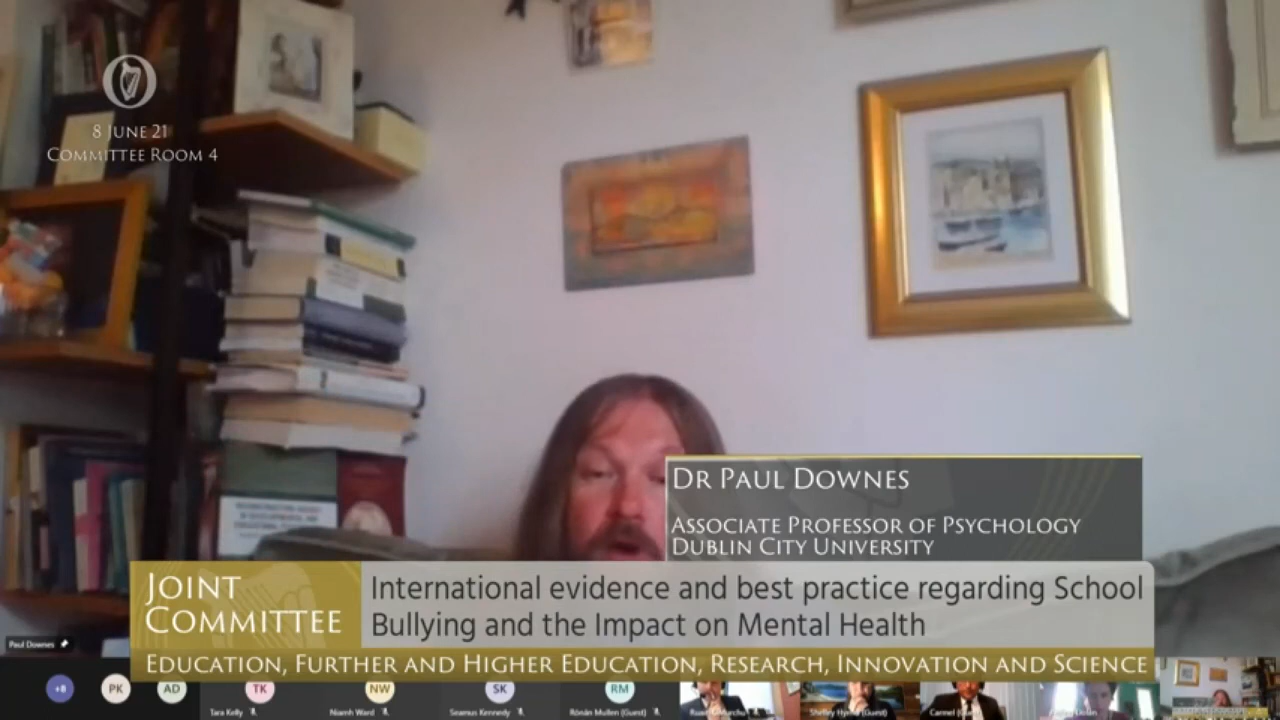 8 June 21
Committee Room 4
Dr Paul Downes
Associate Professor of Psychology
Dublin City University
Joint
Committee
International evidence and best practice regarding School
Bullying and the Impact on Mental Health
Education, Further and Higher Education, Research, Innovation and Science
Paul Downes
+8
PK
AD
TK
NW
SK
RM
Tara Kelly
Niamh Ward
Seamus Kennedy
Rónán Mullen (Guest)
Carmel